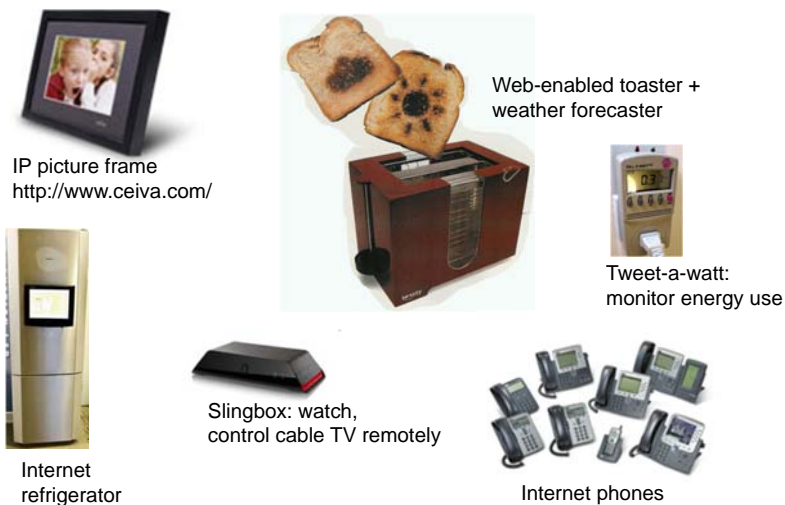 Web-enabled toaster +
weather forecaster
IP picture frame
http://www.ceiva.com/
Tweet-a-watt:
monitor energy use
Slingbox: watch,
control cable TV remotely
Internet
refrigerator
Internet phones